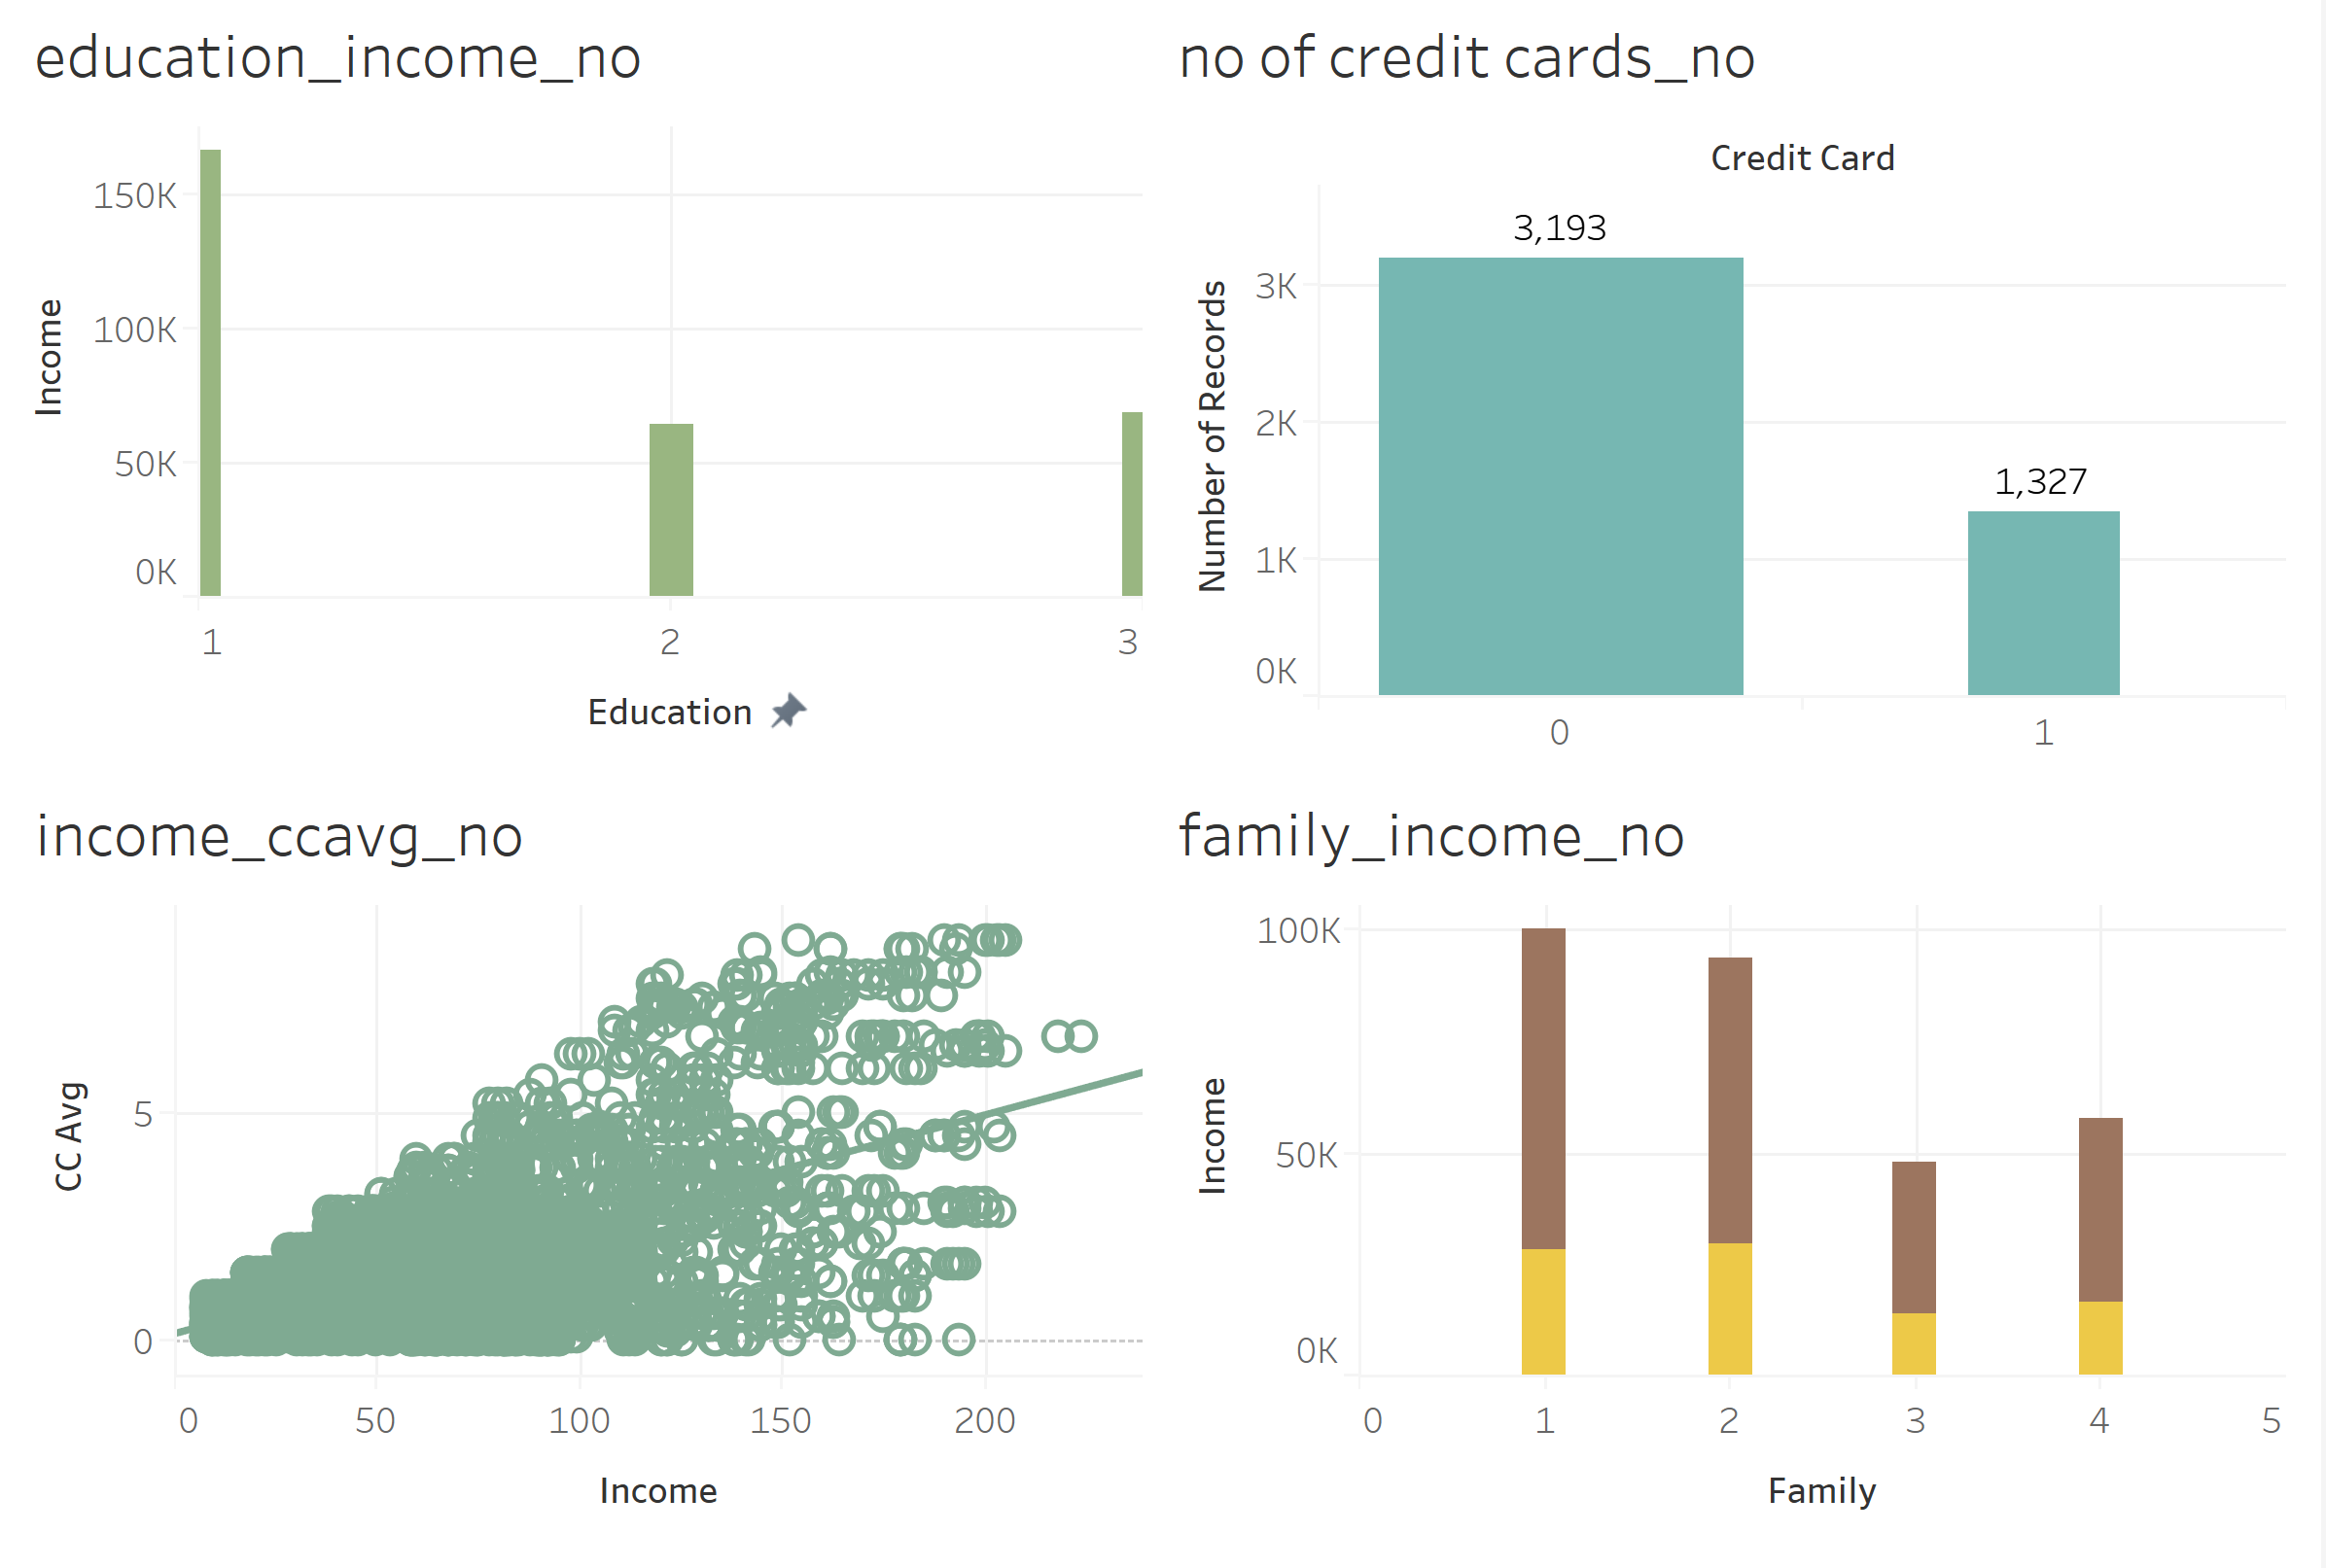 education_income_no
Income
150K
100K
50K
0K
1 2 3
Education
no of credit cards_no
Credit Card
Number of Records
3K
2K
1K
0K
3,193
1,327
0 1
income_ccavg_no
CC Avg
5
0
0 50 100 150 200
Income
family_income_no
Income
100K
50K
0K
0 1 2 3 4 5
Family